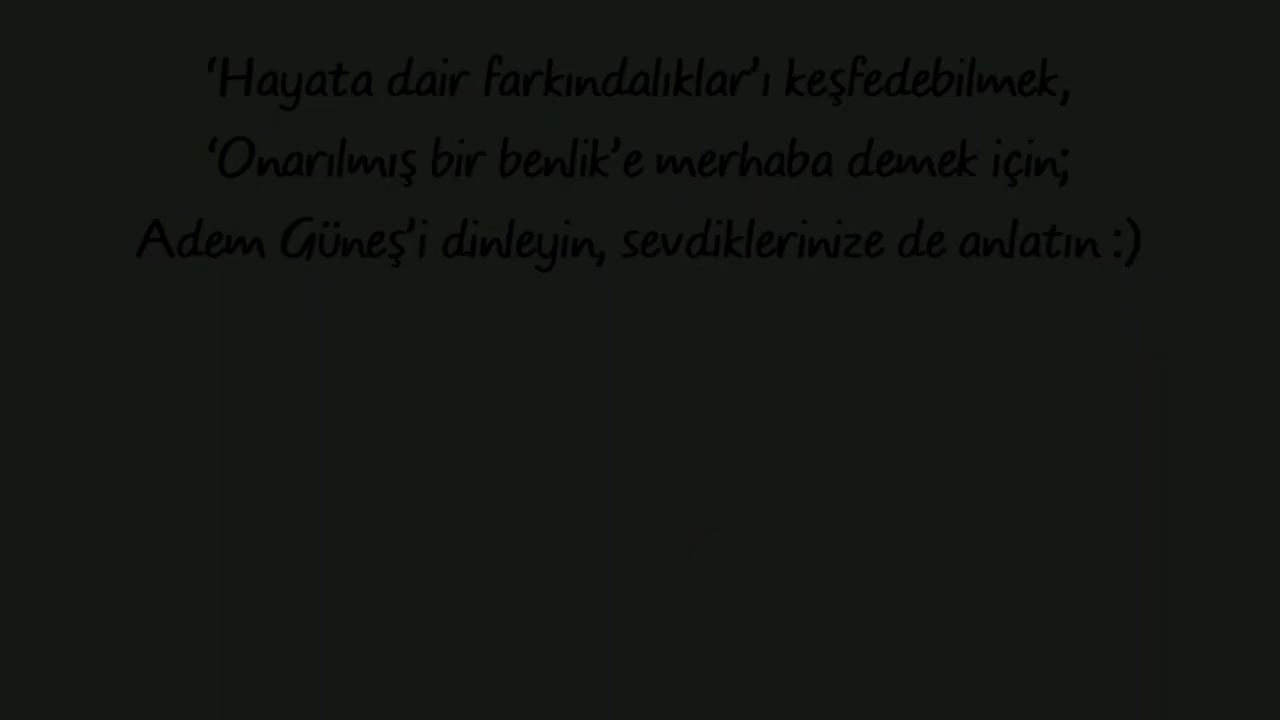 ‘Hayata dair farkındalıklar’ı keşfedebilmek,
‘Onarılmış bir benlik’e merhaba demek için;
Adem Güneş’i dinleyin, sevdiklerinize de anlatın :)